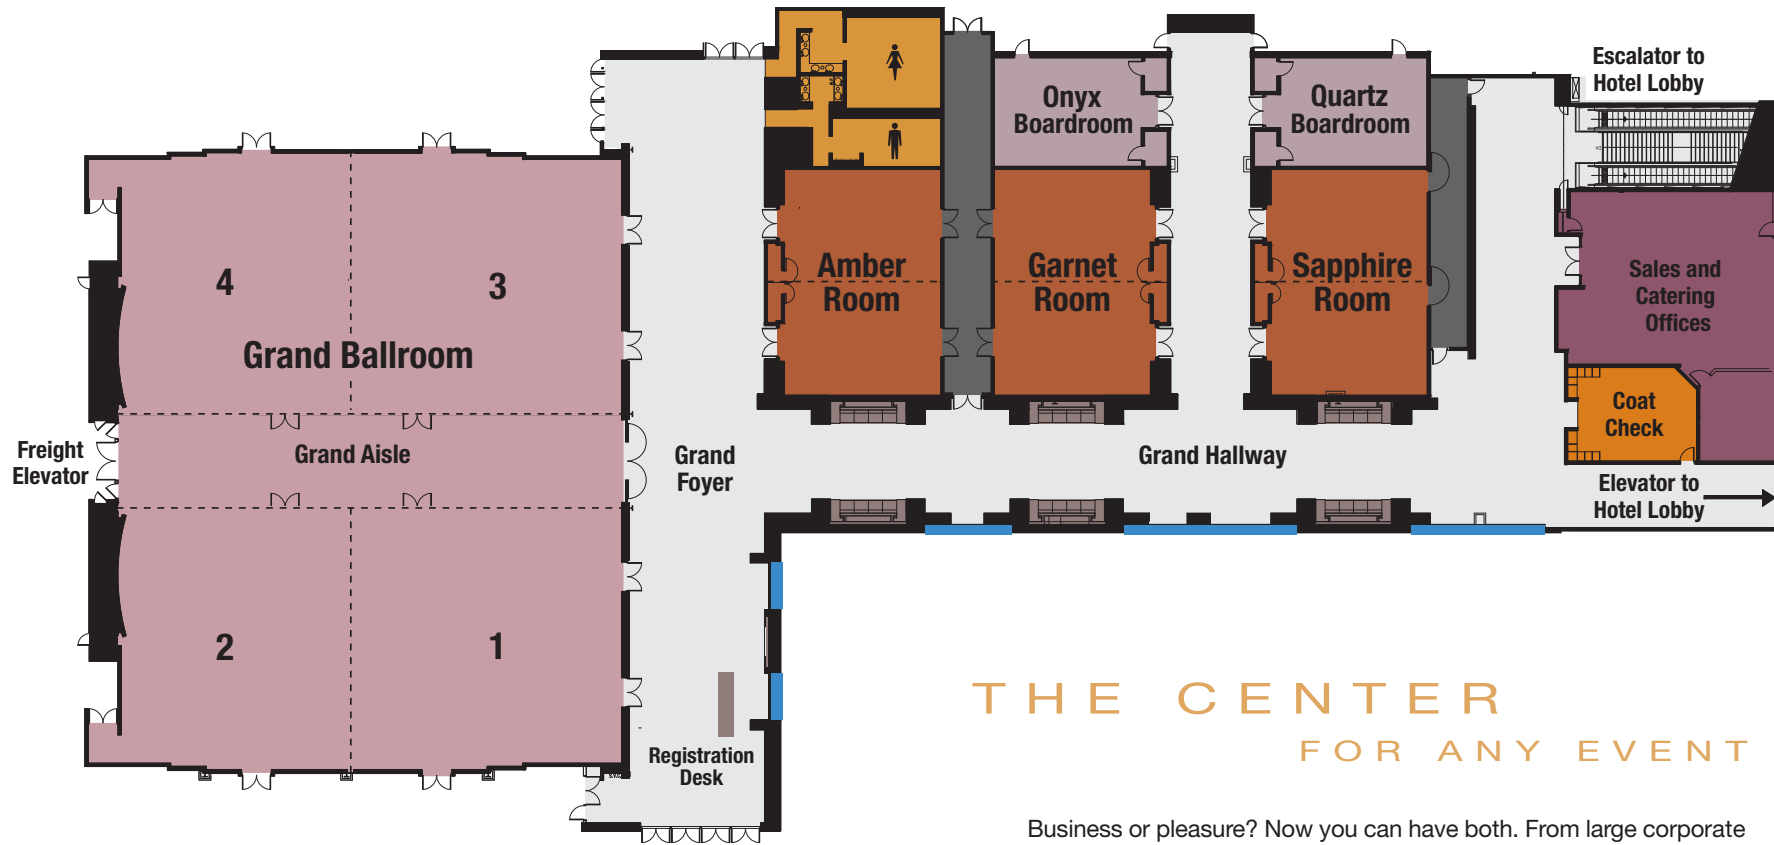 Escalator to
Hotel Lobby
Onyx
Boardroom
Quartz
Boardroom
4
3
Grand Ballroom
Amber
Room
Garnet
Room
Sapphire
Room
Sales and
Catering
Offices
Coat
Check
Freight
Elevator
Grand Aisle
Grand
Foyer
Grand Hallway
Elevator to
Hotel Lobby
2
1
Registration
Desk
THE CENTER
FOR ANY EVENT
Business or pleasure? Now you can have both. From large corporate